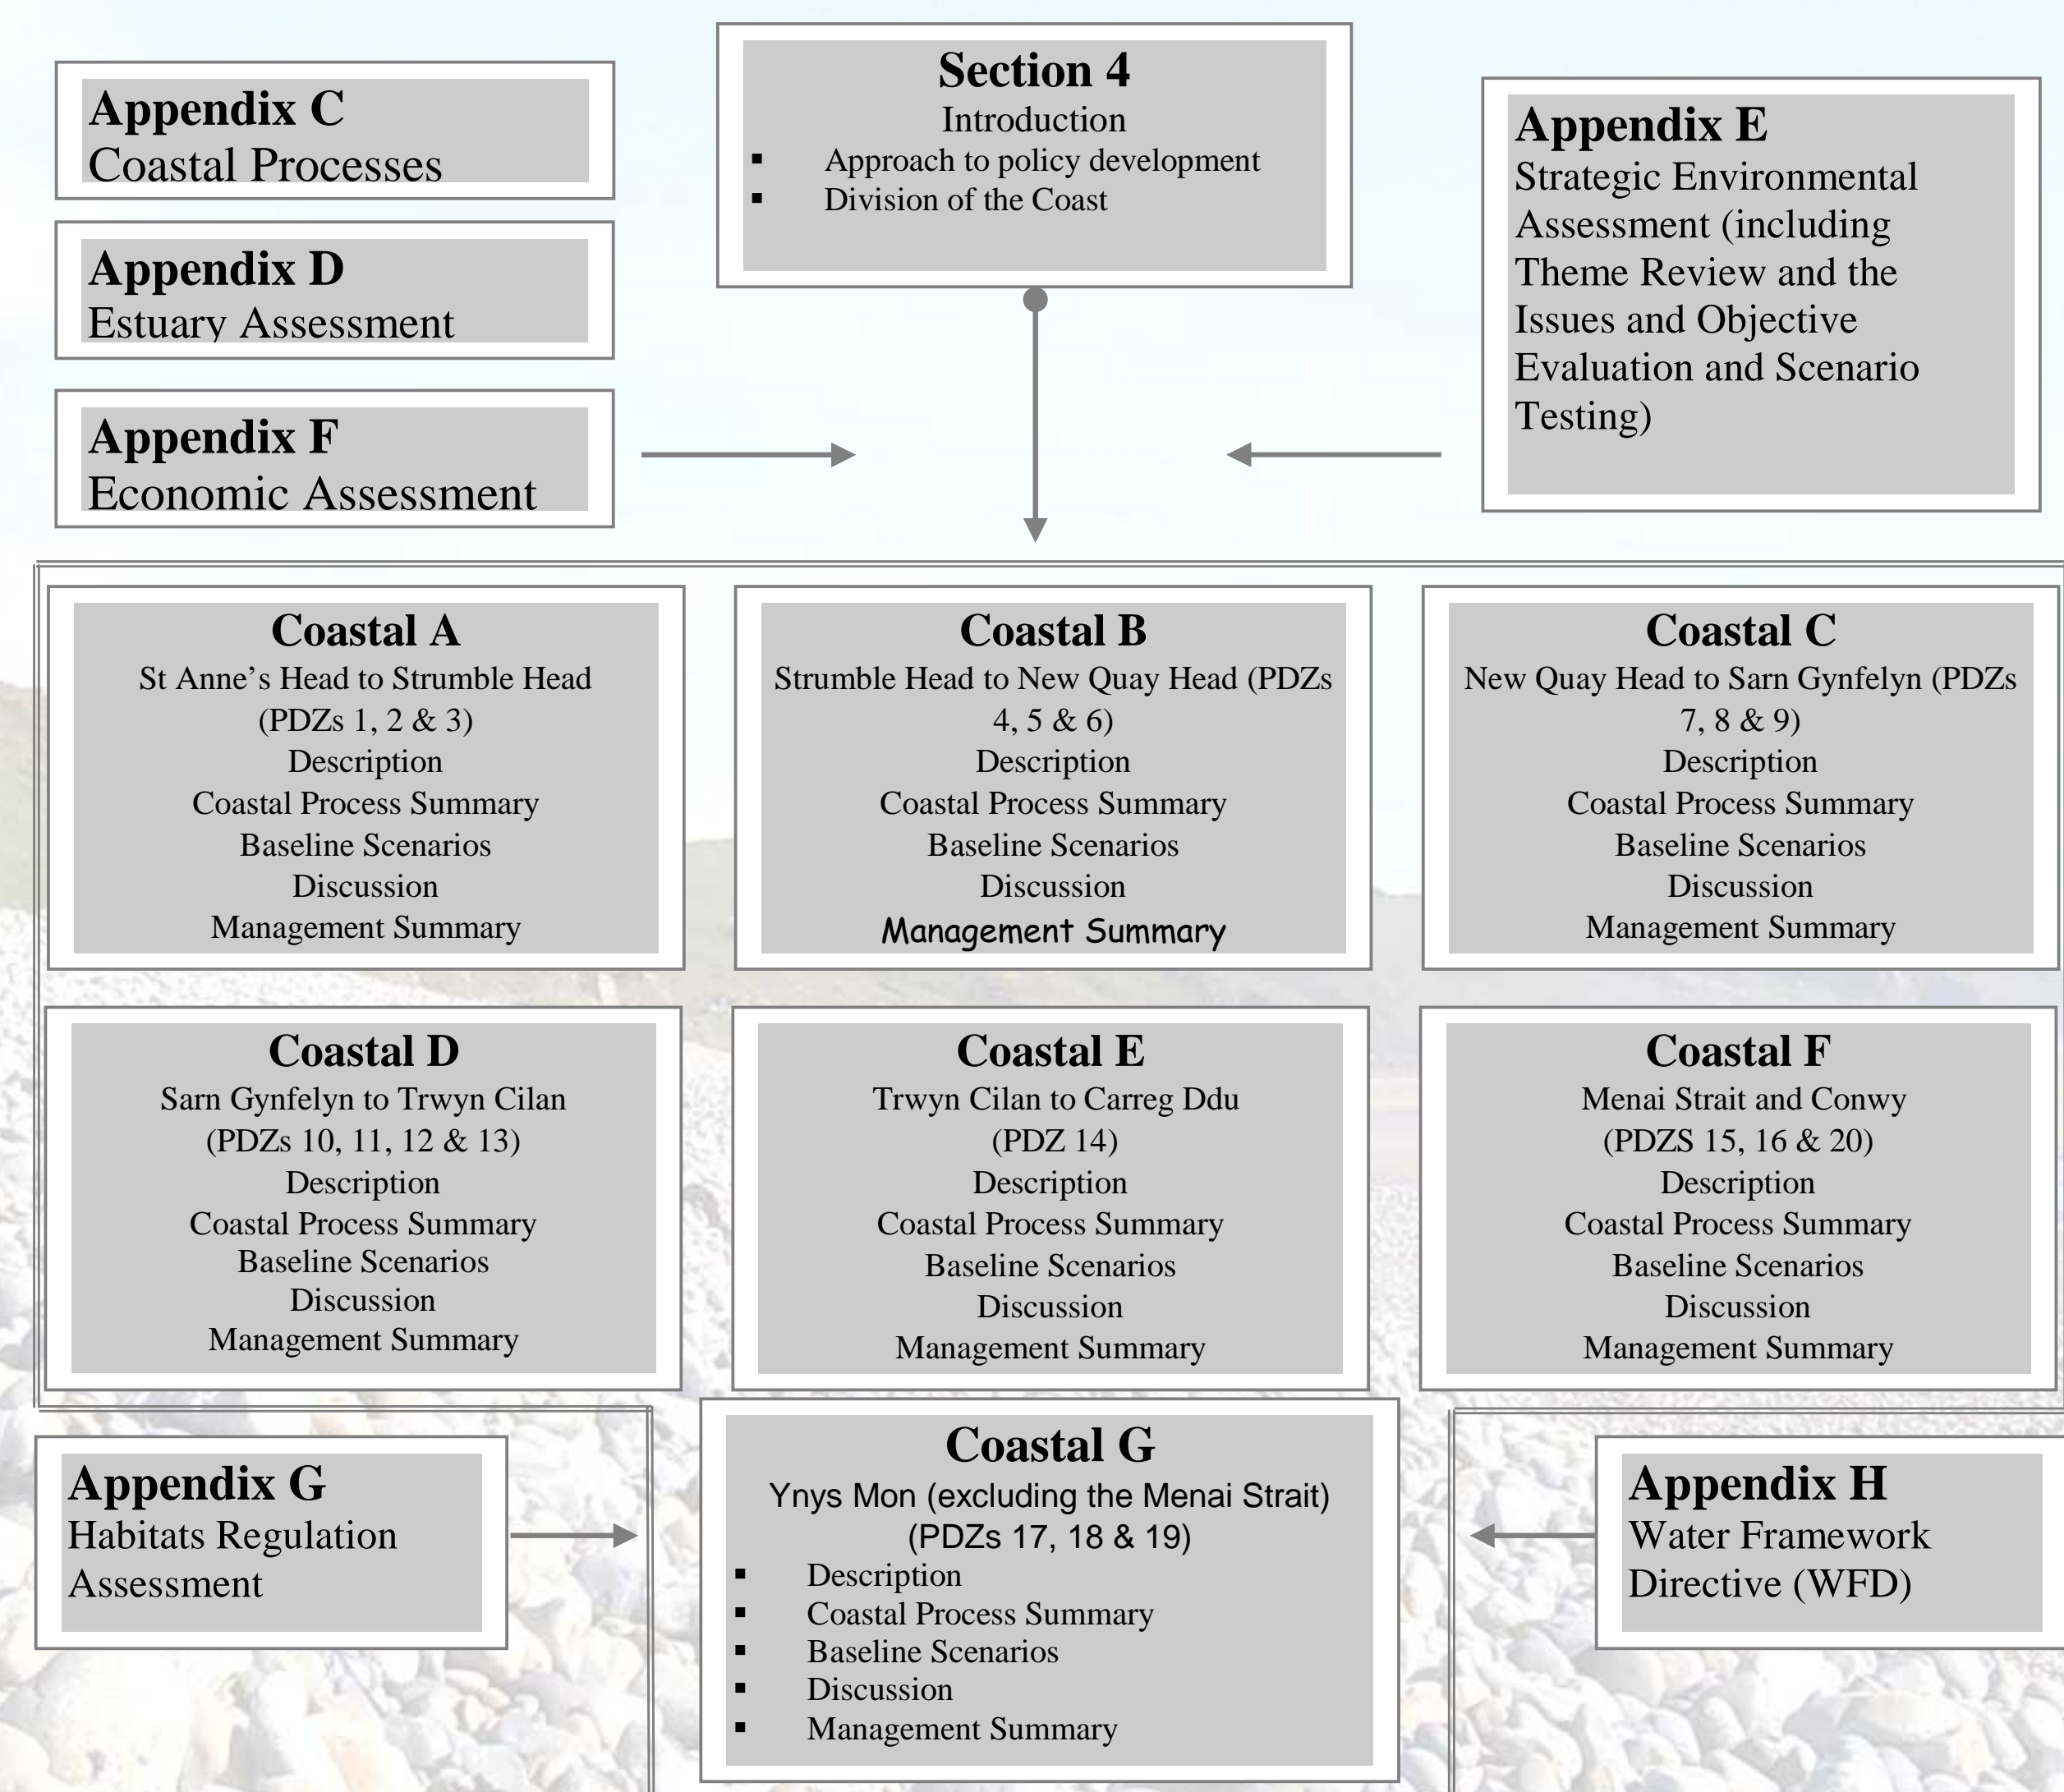 Appendix C
Coastal Processes
Appendix D
Estuary Assessment
Appendix F
Economic Assessment
Section 4
Introduction
▪ Approach to policy development
▪ Division of the Coast
Appendix E
Strategic Environmental
Assessment (including
Theme Review and the
Issues and Objective
Evaluation and Scenario
Testing)
Coastal A
St Anne’s Head to Strumble Head
(PDZs 1, 2 & 3)
Description
Coastal Process Summary
Baseline Scenarios
Discussion
Management Summary
Coastal B
Strumble Head to New Quay Head (PDZs
4, 5 & 6)
Description
Coastal Process Summary
Baseline Scenarios
Discussion
Management Summary
Coastal C
New Quay Head to Sarn Gynfelyn (PDZs
7, 8 & 9)
Description
Coastal Process Summary
Baseline Scenarios
Discussion
Management Summary
Coastal D
Sarn Gynfelyn to Trwyn Cilan
(PDZs 10, 11, 12 & 13)
Description
Coastal Process Summary
Baseline Scenarios
Discussion
Management Summary
Coastal E
Trwyn Cilan to Carreg Ddu
(PDZ 14)
Description
Coastal Process Summary
Baseline Scenarios
Discussion
Management Summary
Coastal F
Menai Strait and Conwy
(PDZS 15, 16 & 20)
Description
Coastal Process Summary
Baseline Scenarios
Discussion
Management Summary
Appendix G
Habitats Regulation
Assessment
Coastal G
Ynys Mon (excluding the Menai Strait)
(PDZs 17, 18 & 19)
▪ Description
▪ Coastal Process Summary
▪ Baseline Scenarios
▪ Discussion
▪ Management Summary
Appendix H
Water Framework
Directive (WFD)